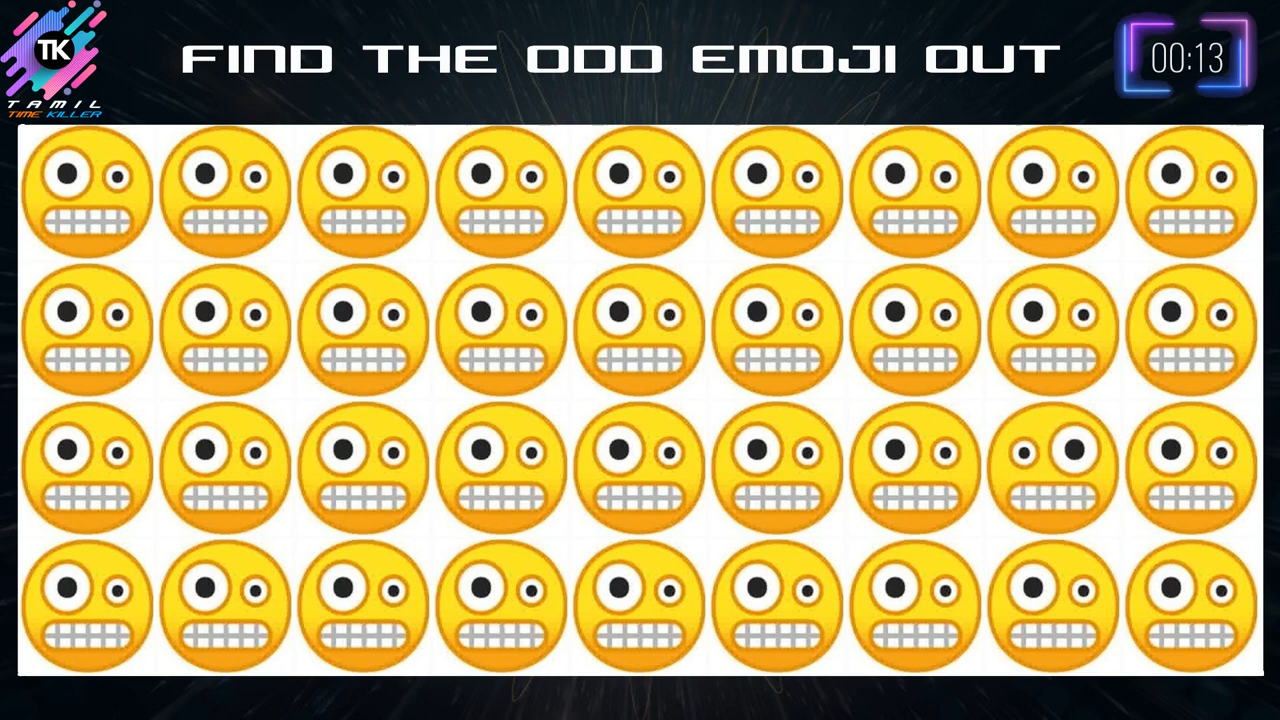 TK
TAMIL
TIME KILLER
FIND THE ODD EMOJI OUT
00:13